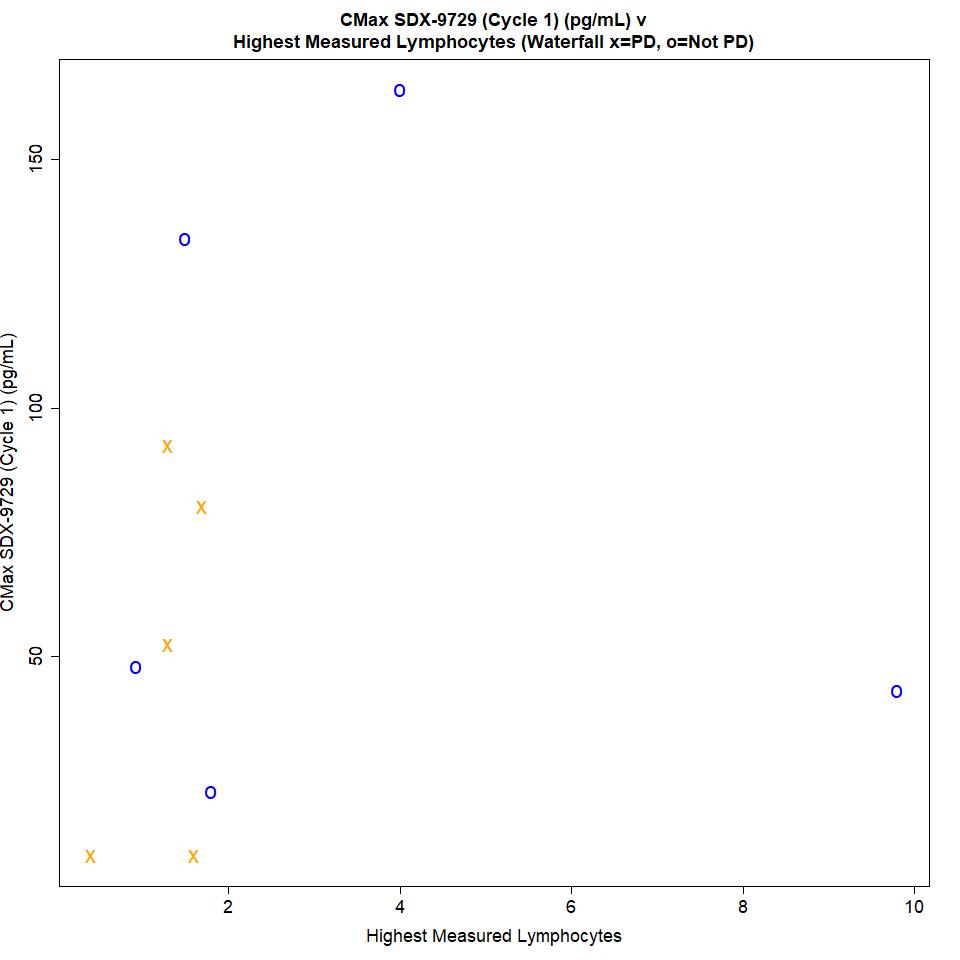 CMax SDX-9729 (Cycle 1) (pg/mL) v
Highest Measured Lymphocytes (Waterfall x=PD, o=Not PD)
CMax SDX-9729 (Cycle 1) (pg/mL)
150
100
50
O
O
X
X
X
O
O
O
X
X
2
4
6
8
10
Highest Measured Lymphocytes